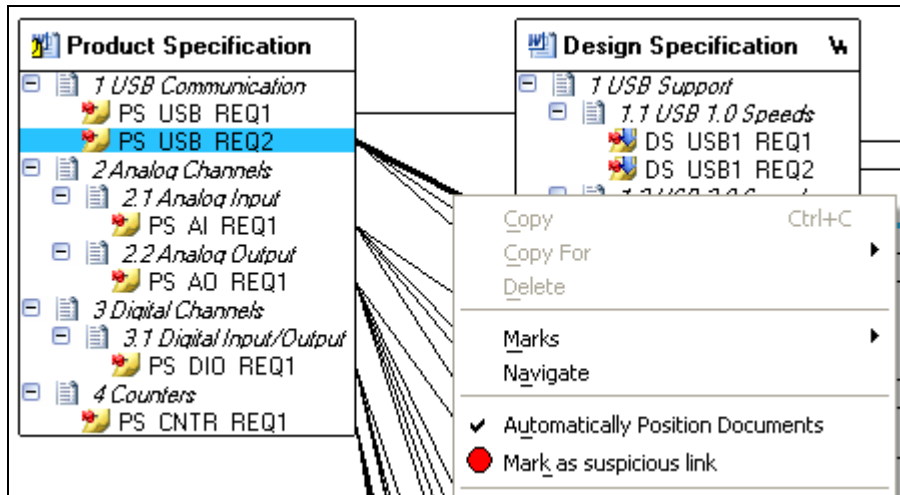 Product Specification
1 USB Communication
PS USB REQ1
PS USB REQ2
2 Analog Channels
2.1 Analog Input
PS AI REQ1
2.2 Analog Output
PS AO REQ1
3 Digital Channels
3.1 Digital Input/Output
PS DIO REQ1
4 Counters
PS CNTR REQ1
Design Specification
1 USB Support
1.1 USB 1.0 Speeds
DS USB1 REQ1
DS USB1 REQ2
Copy Ctrl+C
Copy For
Delete
Marks
Navigate
Automatically Position Documents
Mark as suspicious link